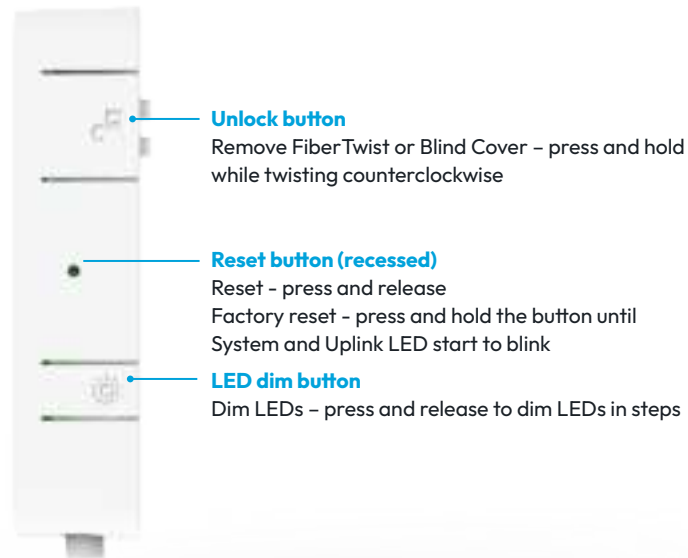 Unlock button
Remove FiberTwist or Blind Cover – press and hold
while twisting counterclockwise
Reset button (recessed)
Reset - press and release
Factory reset - press and hold the button until
System and Uplink LED start to blink
LED dim button
Dim LEDs – press and release to dim LEDs in steps